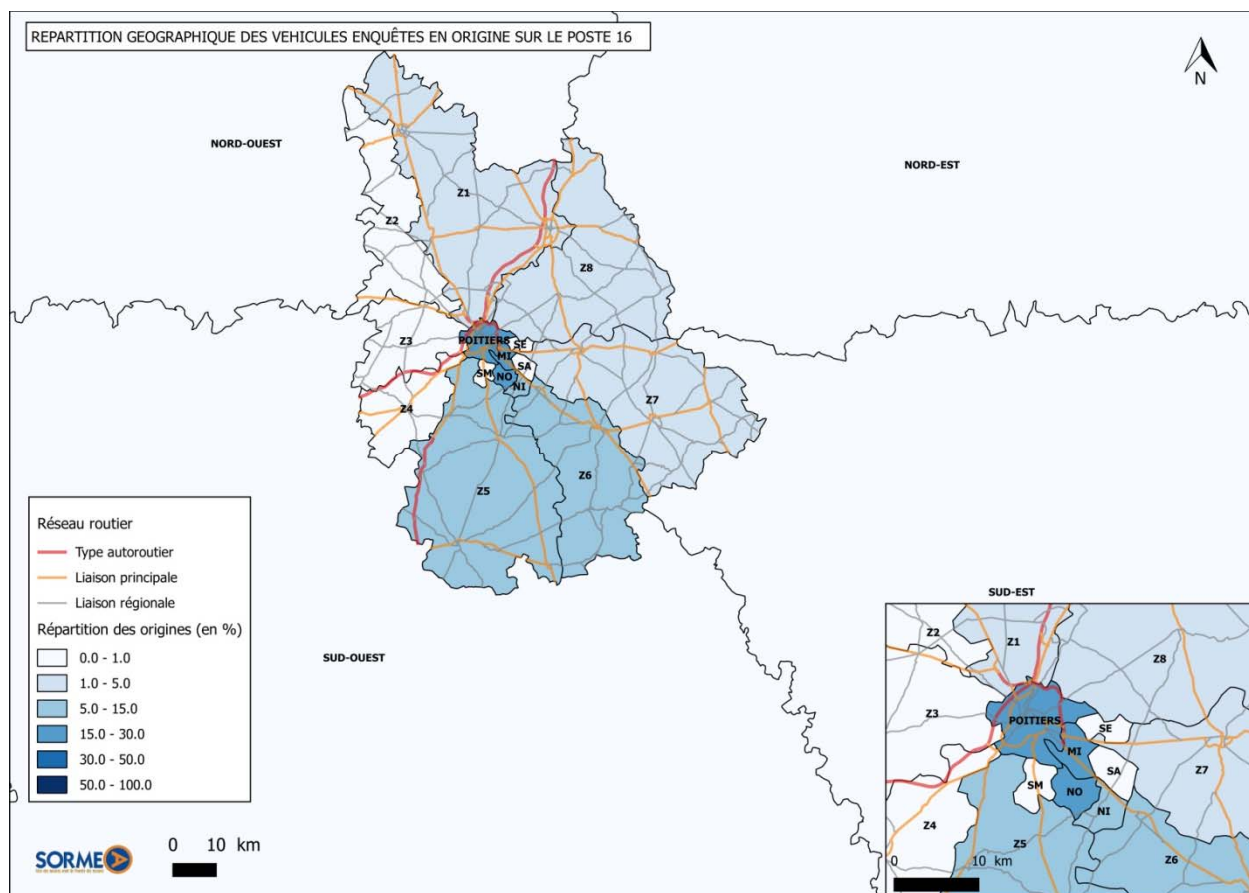 REPARTITION GEOGRAPHIQUE DES VEHICULES ENQUÊTES EN ORIGINE SUR LE POSTE 16
N
NORD-OUEST
NORD-EST
Z1
Z2
Z8
Z3
POITIERS
SE
MI
SA
SM
NO
NI
Z4
Z7
Z5
Z6
SUD-OUEST
SUD-EST
Réseau routier
Type autoroutier
Liaison principale
Liaison régionale
Répartition des origines (en %)
0.0 - 1.0
1.0 - 5.0
5.0 - 15.0
15.0 - 30.0
30.0 - 50.0
50.0 - 100.0
SORMEA
0 10 km
Z2
Z1
Z8
Z3
POITIERS
SE
MI
SA
Z7
SM
NO
NI
Z4
Z5
Z6
0 10 km